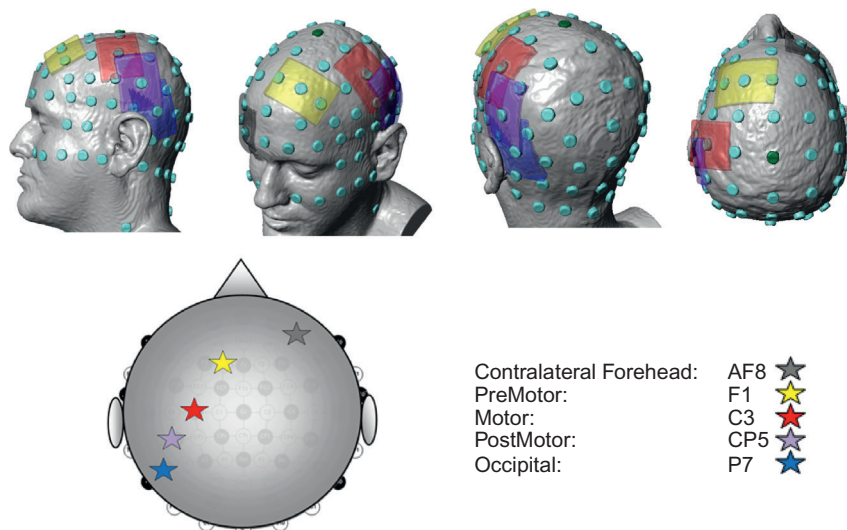 Contralateral Forehead: AF8
PreMotor: F1
Motor: C3
PostMotor: CP5
Occipital: P7